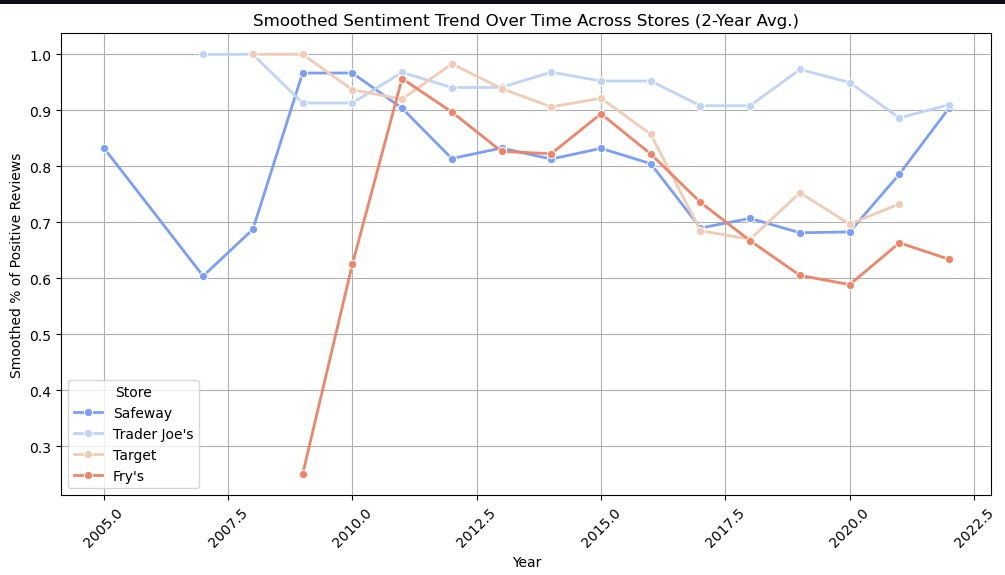 Smoothed Sentiment Trend Over Time Across Stores (2-Year Avg.)
Smoothed % of Positive Reviews
1.0
0.9
0.8
0.7
0.6
0.5
0.4
0.3
Store
Safeway
Trader Joe's
Target
Fry's
2005.0
2007.5
2010.0
2012.5
2015.0
2017.5
2020.0
2022.5
Year